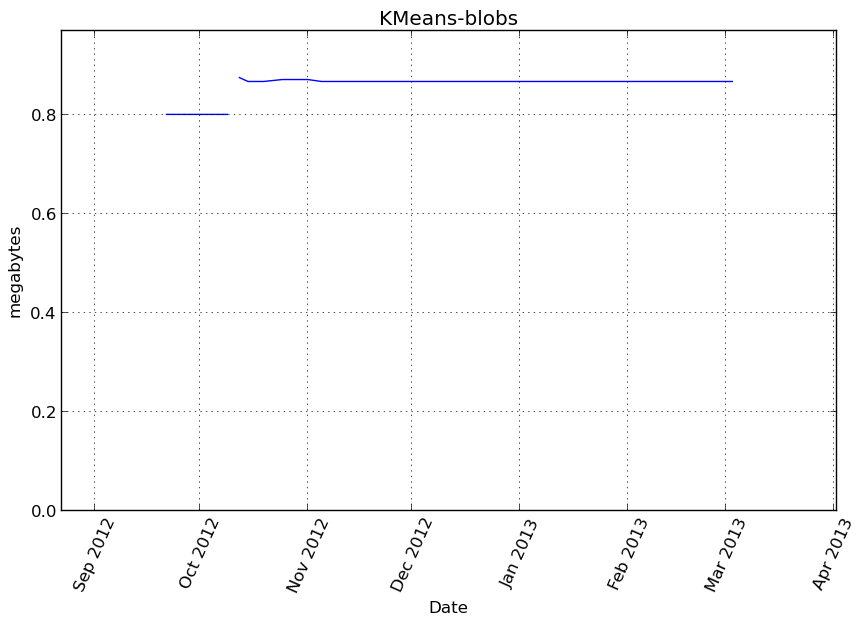 KMeans-blobs
megabytes
0.8
0.6
0.4
0.2
0.0
Sep 2012
Oct 2012
Nov 2012
Dec 2012
Jan 2013
Feb 2013
Mar 2013
Apr 2013
Date